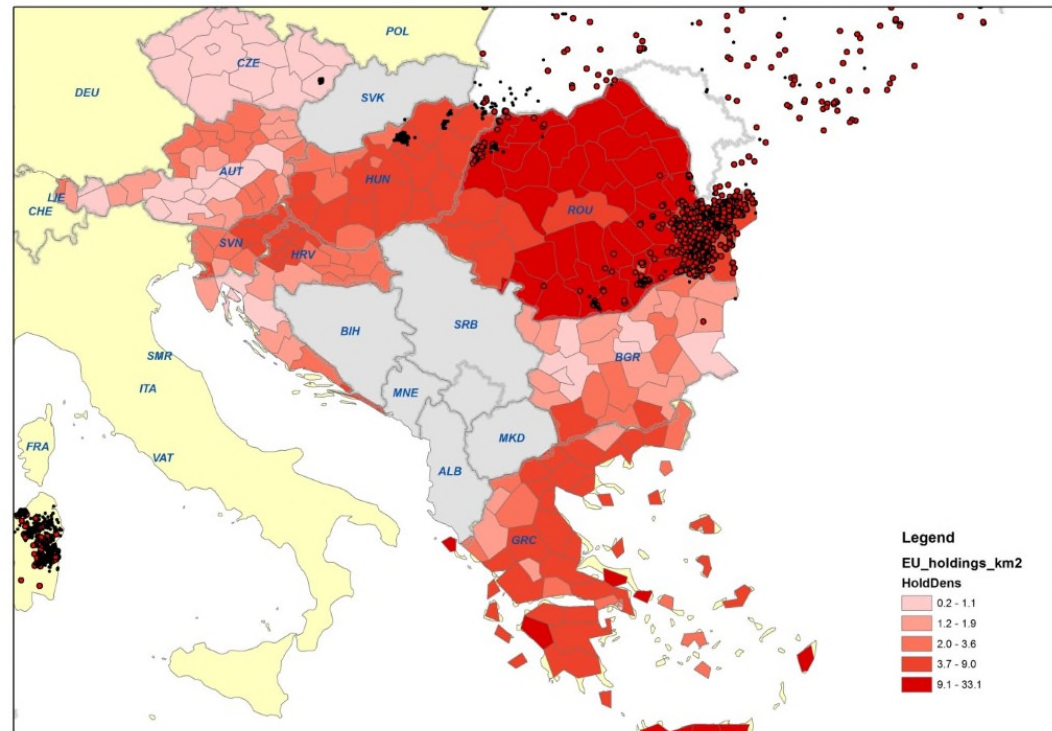 POL
CZE
DEU
SVK
AUT
HUN
LIE
CHE
ROU
SVN
HRV
BIH
SRB
SMR
BGR
ITA
MNE
FRA
VAT
MKD
ALB
GRC
Legend
EU_holdings_km2
HoldDens
0.2 - 1.1
1.2 - 1.9
2.0 - 3.6
3.7 - 9.0
9.1 - 33.1